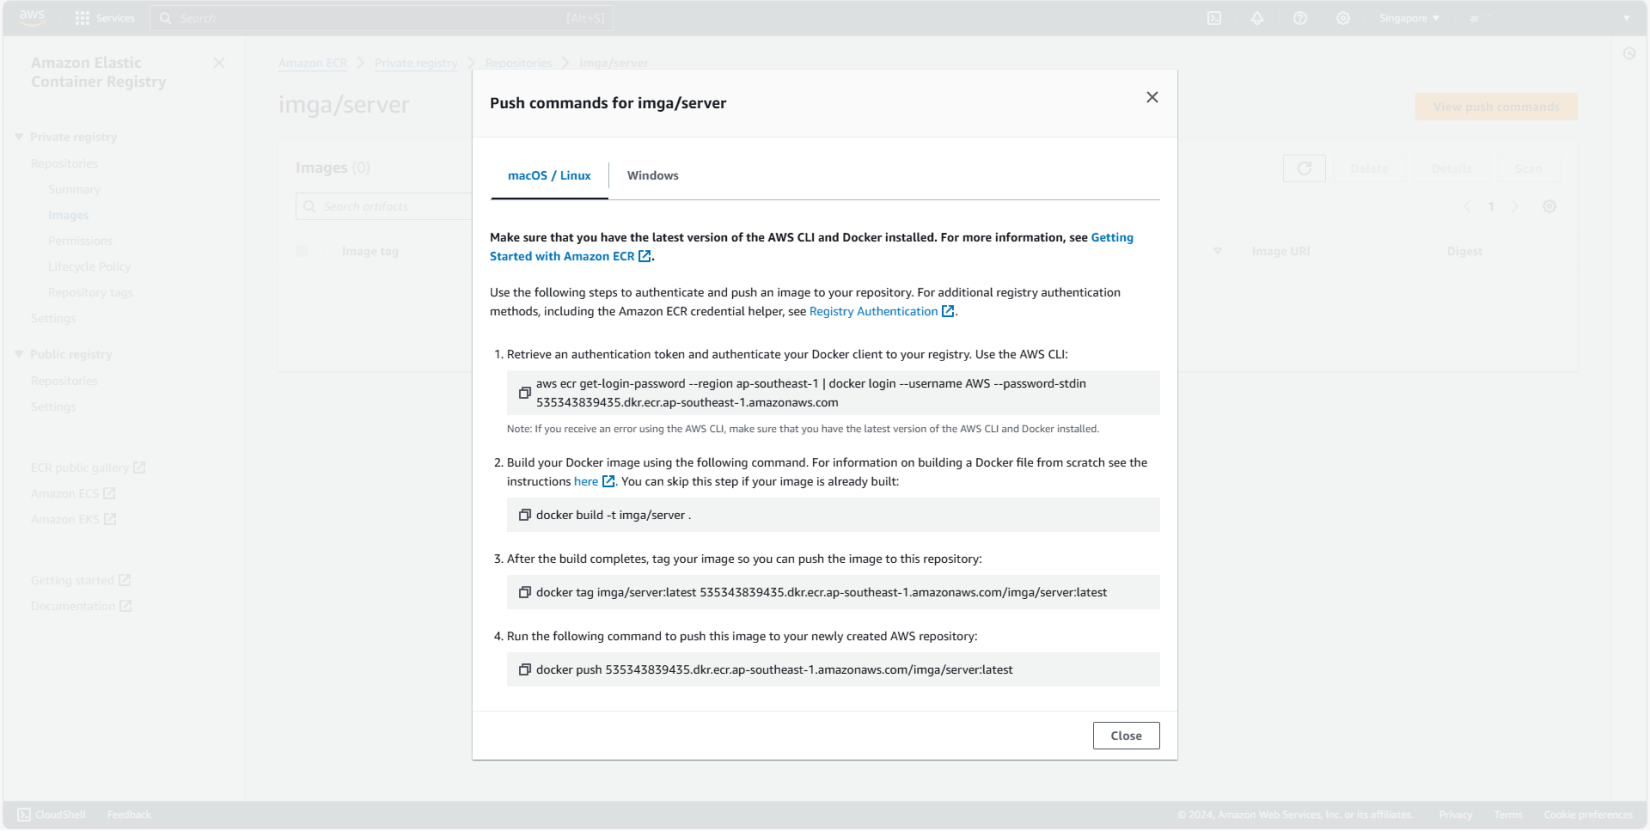 aws
Services
Search
[Alt+S]
Singapore
Amazon Elastic
Container Registry
Private registry
Repositories
Summary
Images
Permissions
Lifecycle Policy
Repository tags
Settings
Public registry
Repositories
Settings
ECR public gallery
Amazon ECS
Amazon EKS
Getting started
Documentation
Amazon ECR > Private registry > Repositories > imga/server
imga/server
View push commands
Images (0)
Delete
Details
Scan
Search artifacts
1
Image tag
Image URI
Digest
Push commands for imga/server
macOS / Linux
Windows
Make sure that you have the latest version of the AWS CLI and Docker installed. For more information, see Getting
Started with Amazon ECR.
Use the following steps to authenticate and push an image to your repository. For additional registry authentication
methods, including the Amazon ECR credential helper, see Registry Authentication.
1. Retrieve an authentication token and authenticate your Docker client to your registry. Use the AWS CLI:
aws ecr get-login-password --region ap-southeast-1 | docker login --username AWS --password-stdin
535343839435.dkr.ecr.ap-southeast-1.amazonaws.com
Note: If you receive an error using the AWS CLI, make sure that you have the latest version of the AWS CLI and Docker installed.
2. Build your Docker image using the following command. For information on building a Docker file from scratch see the
instructions here. You can skip this step if your image is already built:
docker build -t imga/server .
3. After the build completes, tag your image so you can push the image to this repository:
docker tag imga/server:latest 535343839435.dkr.ecr.ap-southeast-1.amazonaws.com/imga/server:latest
4. Run the following command to push this image to your newly created AWS repository:
docker push 535343839435.dkr.ecr.ap-southeast-1.amazonaws.com/imga/server:latest
Close
CloudShell
Feedback
© 2024, Amazon Web Services, Inc. or its affiliates.
Privacy
Terms
Cookie preferences